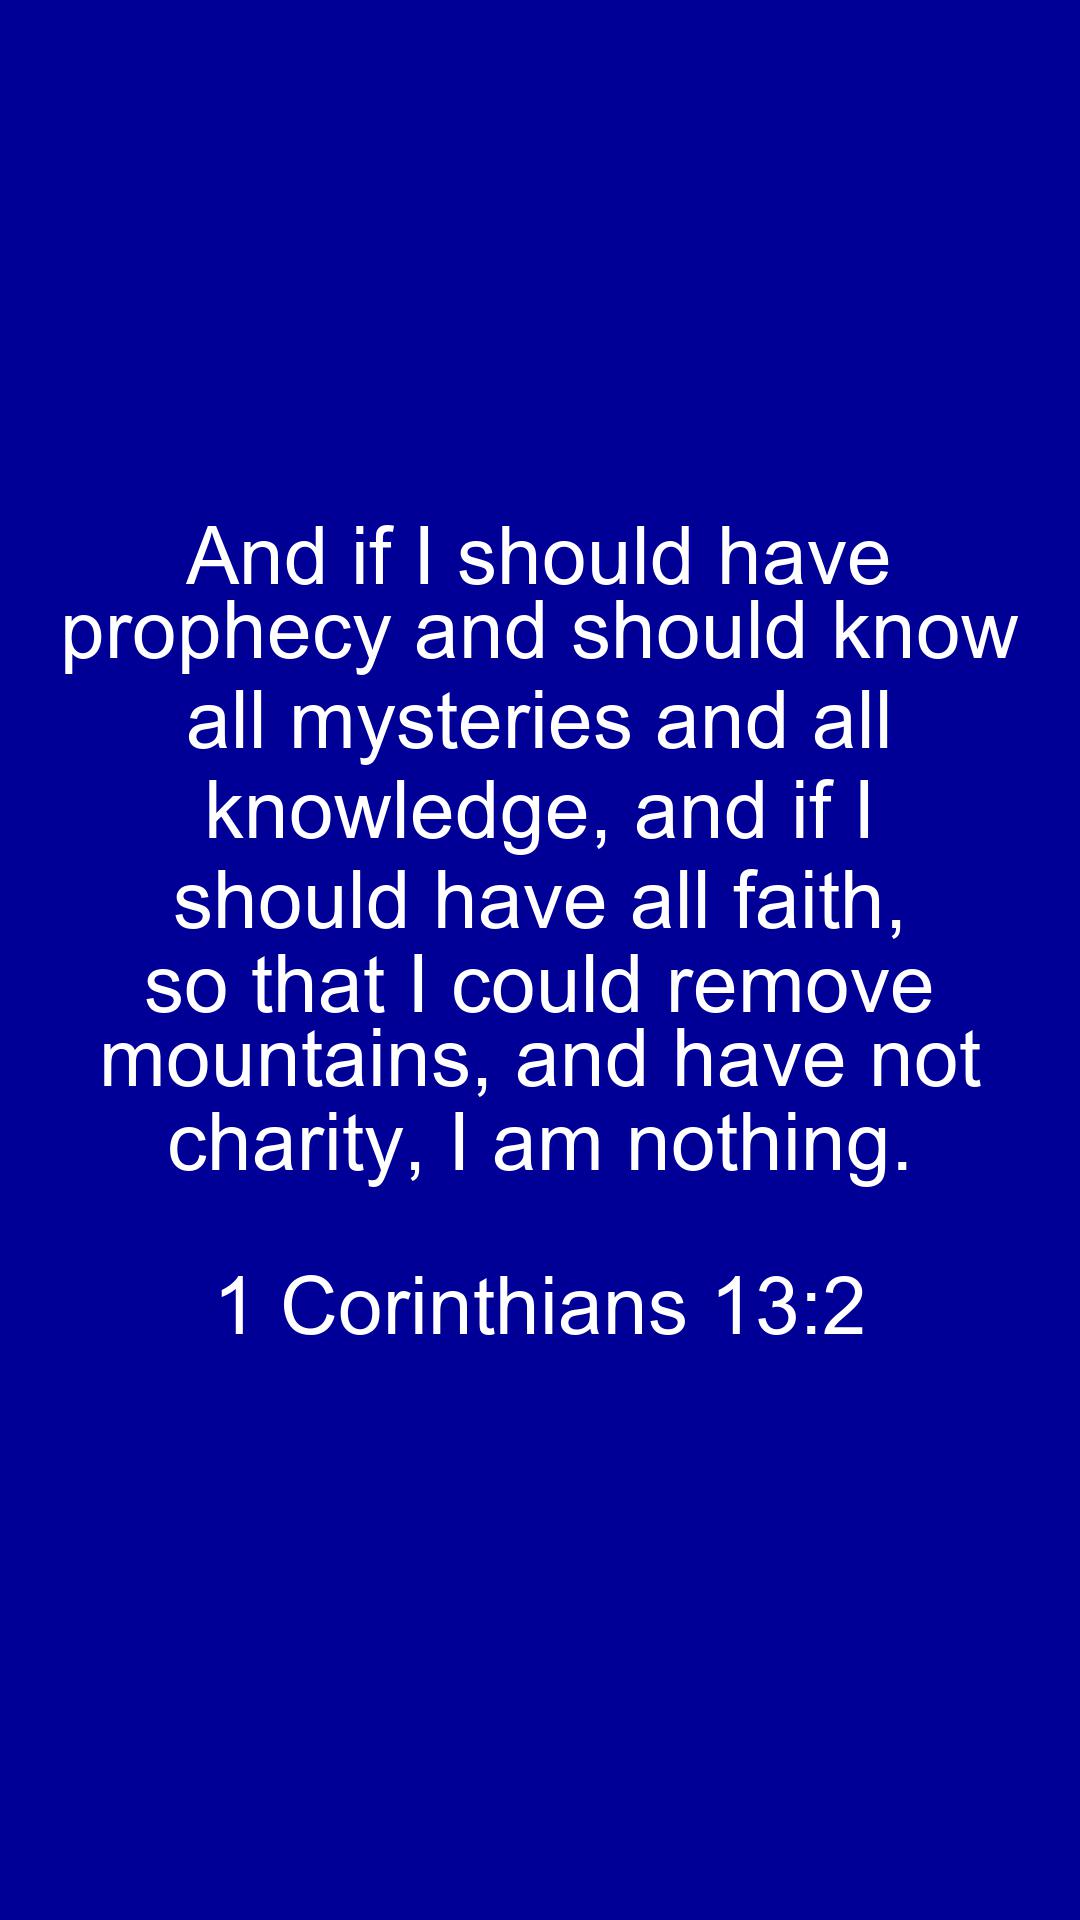 And if I should have
prophecy and should know
all mysteries and all
knowledge, and if I
should have all faith,
so that I could remove
mountains, and have not
charity, I am nothing.
1 Corinthians 13:2